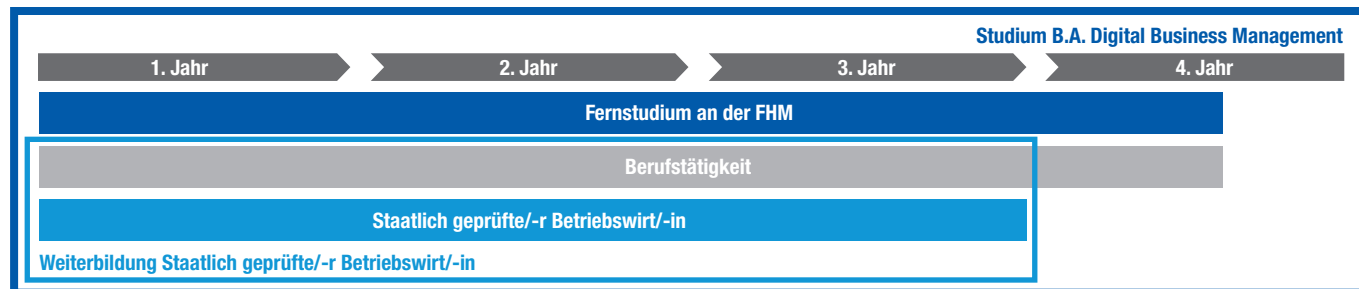 Studium B.A. Digital Business Management
1. Jahr 2. Jahr 3. Jahr 4. Jahr
Fernstudium an der FHM
Berufstätigkeit
Staatlich geprüfte/-r Betriebswirt/-in
Weiterbildung Staatlich geprüfte/-r Betriebswirt/-in